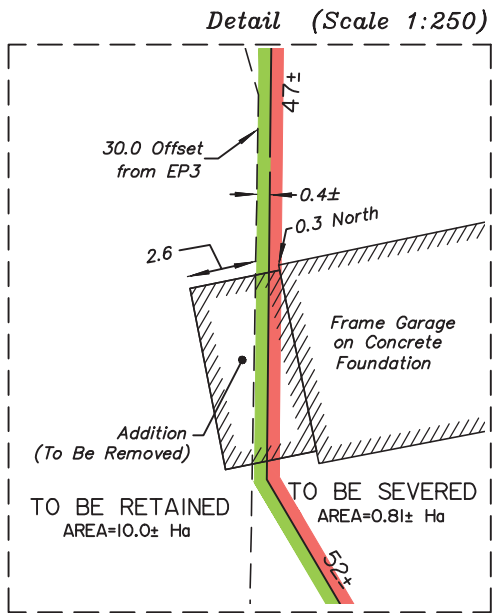 Detail (Scale 1:250)
47±
30.0 Offset
from EP3
0.4±
0.3 North
2.6
Frame Garage
on Concrete
Foundation
Addition
(To Be Removed)
TO BE RETAINED
AREA=10.0± Ha
TO BE SEVERED
AREA=0.81± Ha
52±